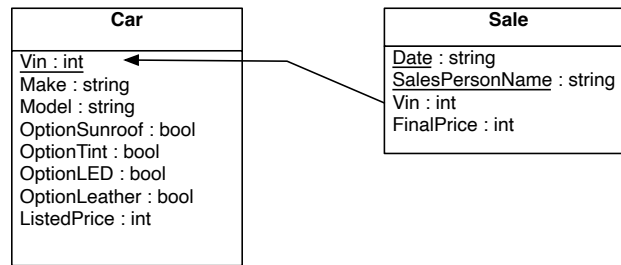 Car
Vin : int
Make : string
Model : string
OptionSunroof : bool
OptionTint : bool
OptionLED : bool
OptionLeather : bool
ListedPrice : int
Sale
Date : string
SalesPersonName : string
Vin : int
FinalPrice : int